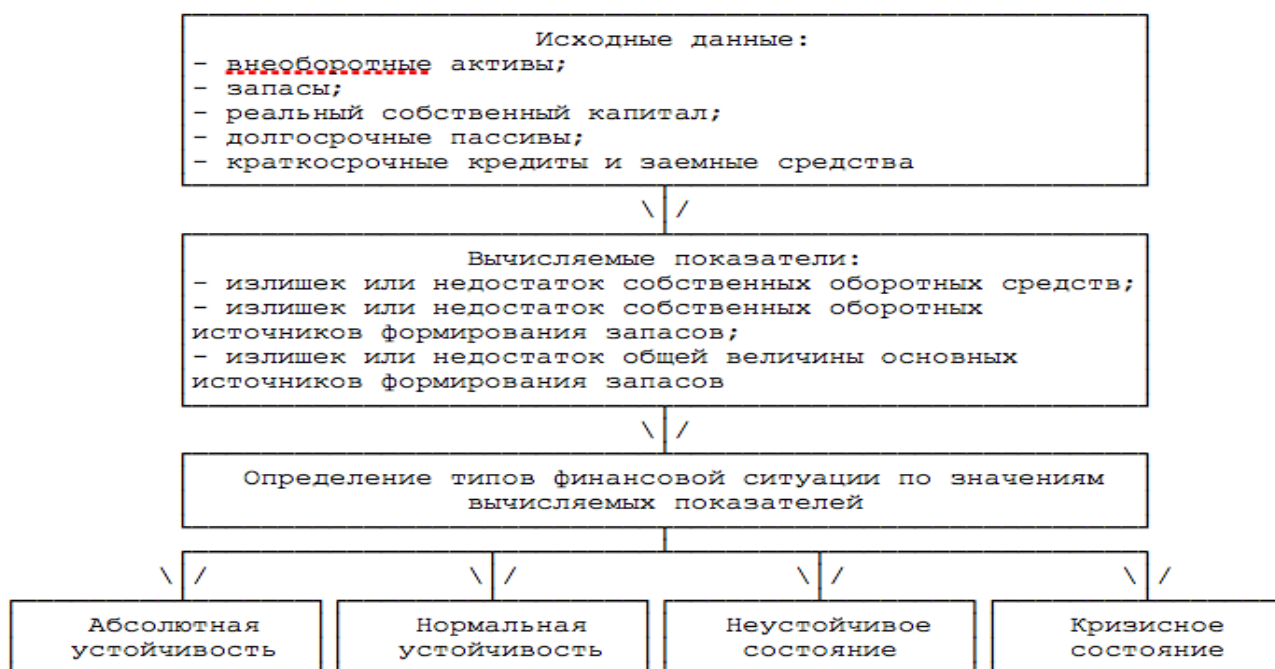 Исходные данные:
- внеоборотные активы;
- запасы;
- реальный собственный капитал;
- долгосрочные пассивы;
- краткосрочные кредиты и заемные средства
Вычисляемые показатели:
- излишек или недостаток собственных оборотных средств;
- излишек или недостаток собственных оборотных
источников формирования запасов;
- излишек или недостаток общей величины основных
источников формирования запасов
Определение типов финансовой ситуации по значениям
вычисляемых показателей
Абсолютная
устойчивость
Нормальная
устойчивость
Неустойчивое
состояние
Кризисное
состояние